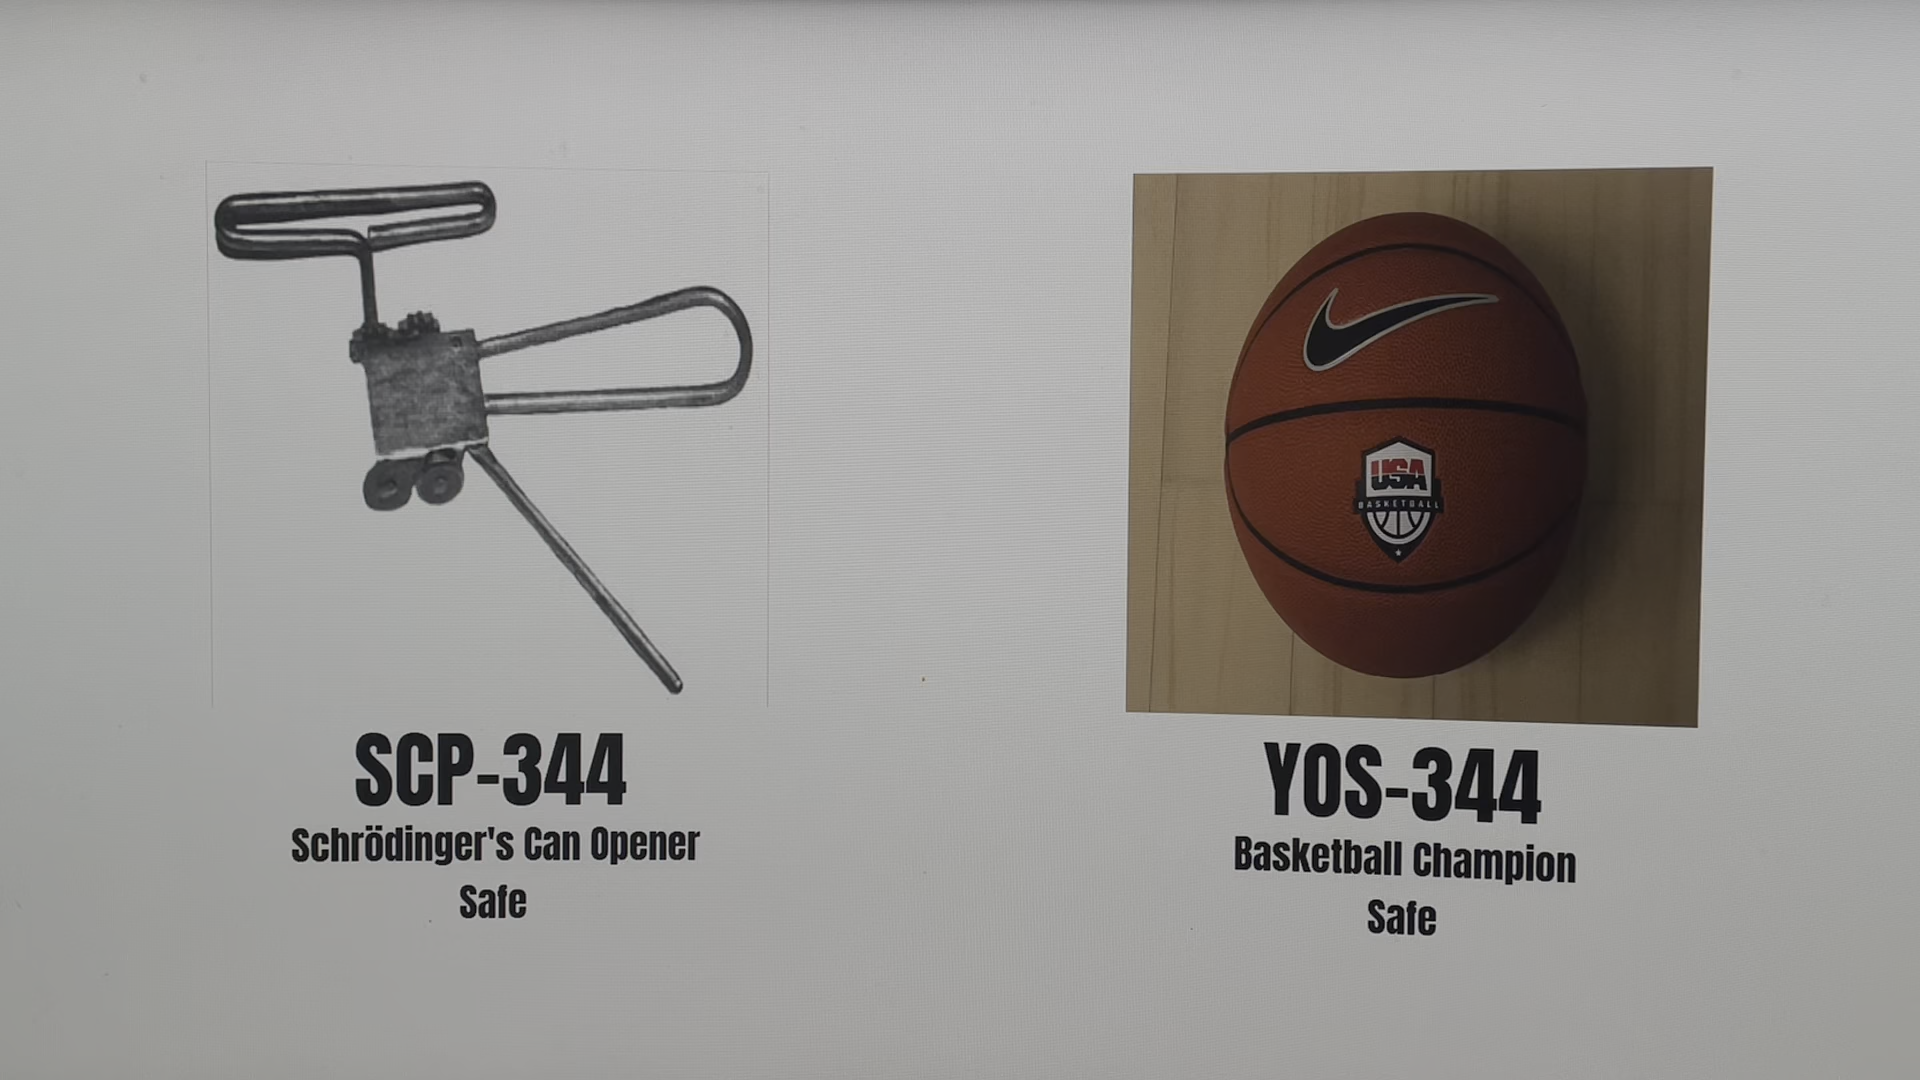 SCP-344
Schrödinger's Can Opener
Safe
USA
BASKETBALL
YOS-344
Basketball Champion
Safe